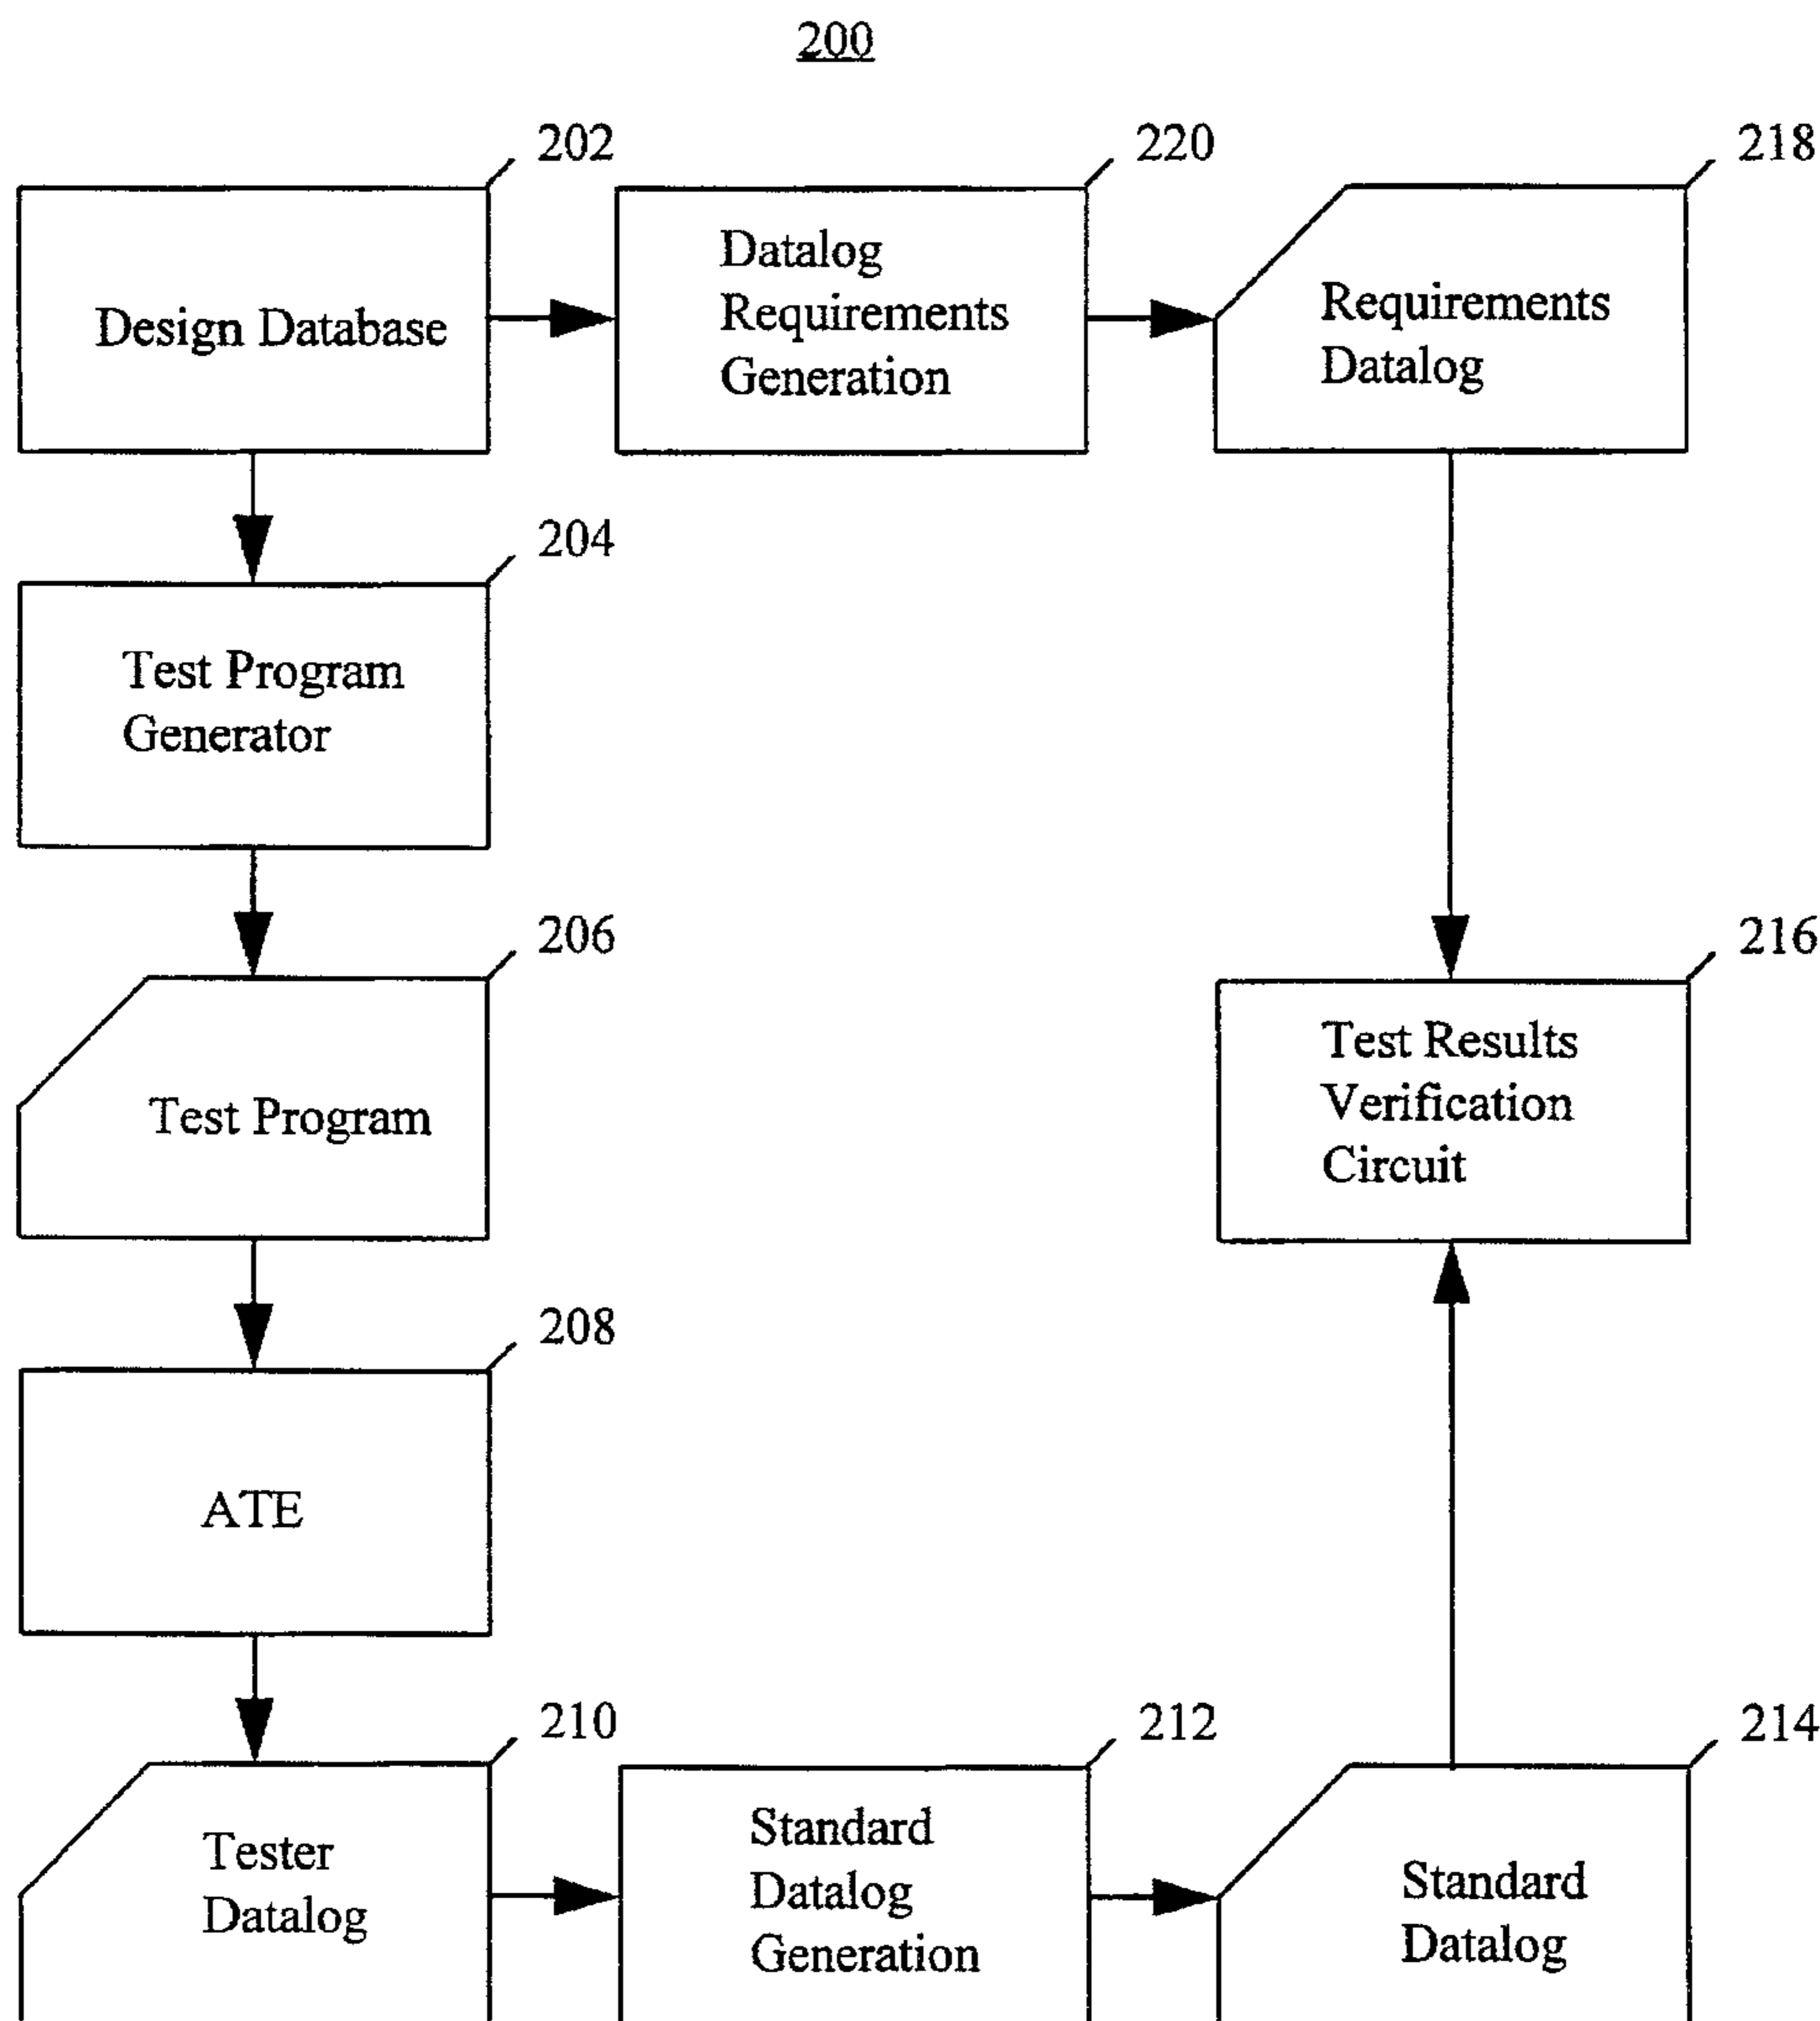 200
202
220
218
Design Database
Datalog
Requirements
Generation
Requirements
Datalog
204
Test Program
Generator
206
216
Test Program
Test Results
Verification
Circuit
208
ATE
210
212
214
Tester
Datalog
Standard
Datalog
Generation
Standard
Datalog